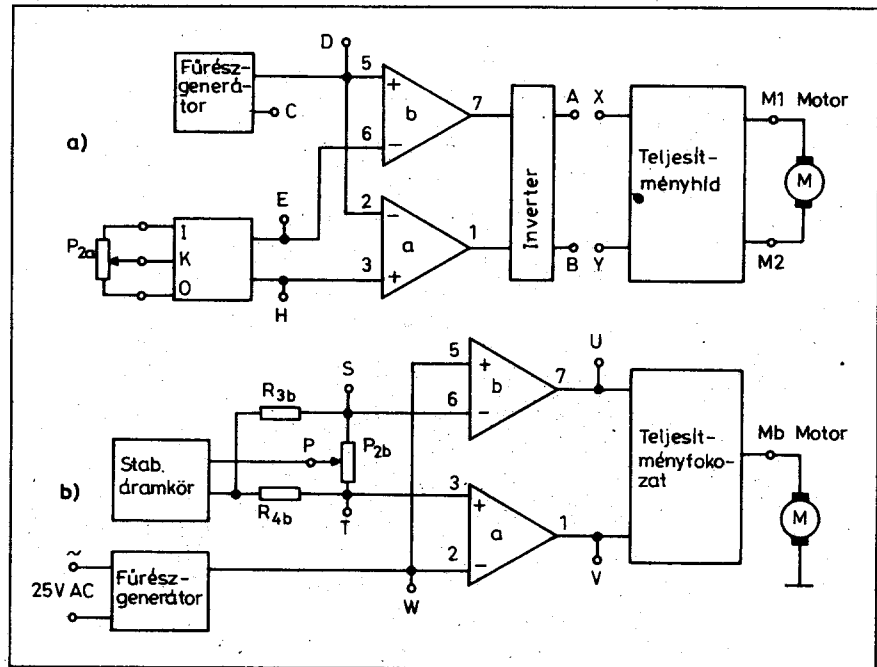 D
Fűrész-
generá-
tor
C
5
+
b
6
−
7
A
X
M1 Motor
a)
Inverter
Teljesít-
ményhíd
M
E
2
−
a
3
+
1
B
Y
M2
P2a
I
K
O
H
S
R3b
P
P2b
Stab.
áramkör
R4b
T
b)
5
+
b
6
−
7
U
Teljesít-
ményfoko-
zat
Mb Motor
M
3
+
a
2
−
1
V
~
25V AC
Fűrész-
generátor
W